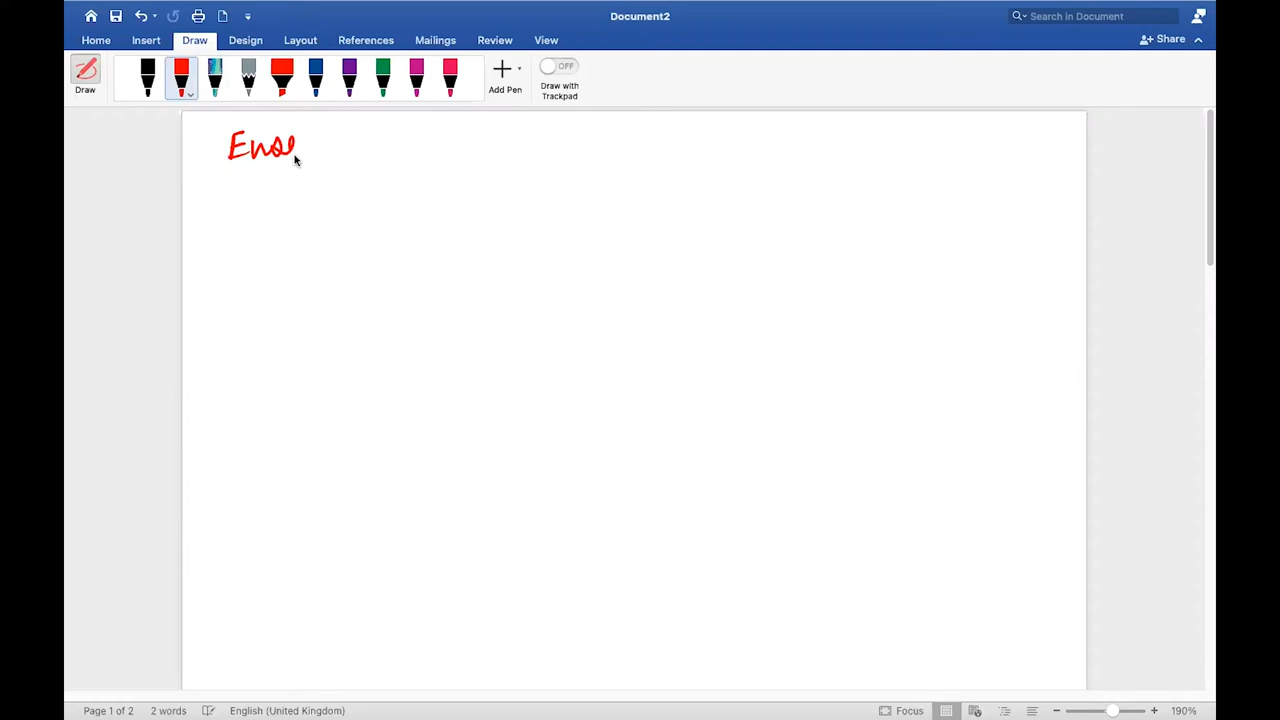 Document2
Search in Document
Home Insert Draw Design Layout References Mailings Review View
Share
Draw
Add Pen
OFF
Draw with
Trackpad
Ense
Page 1 of 2 2 words English (United Kingdom) Focus 190%